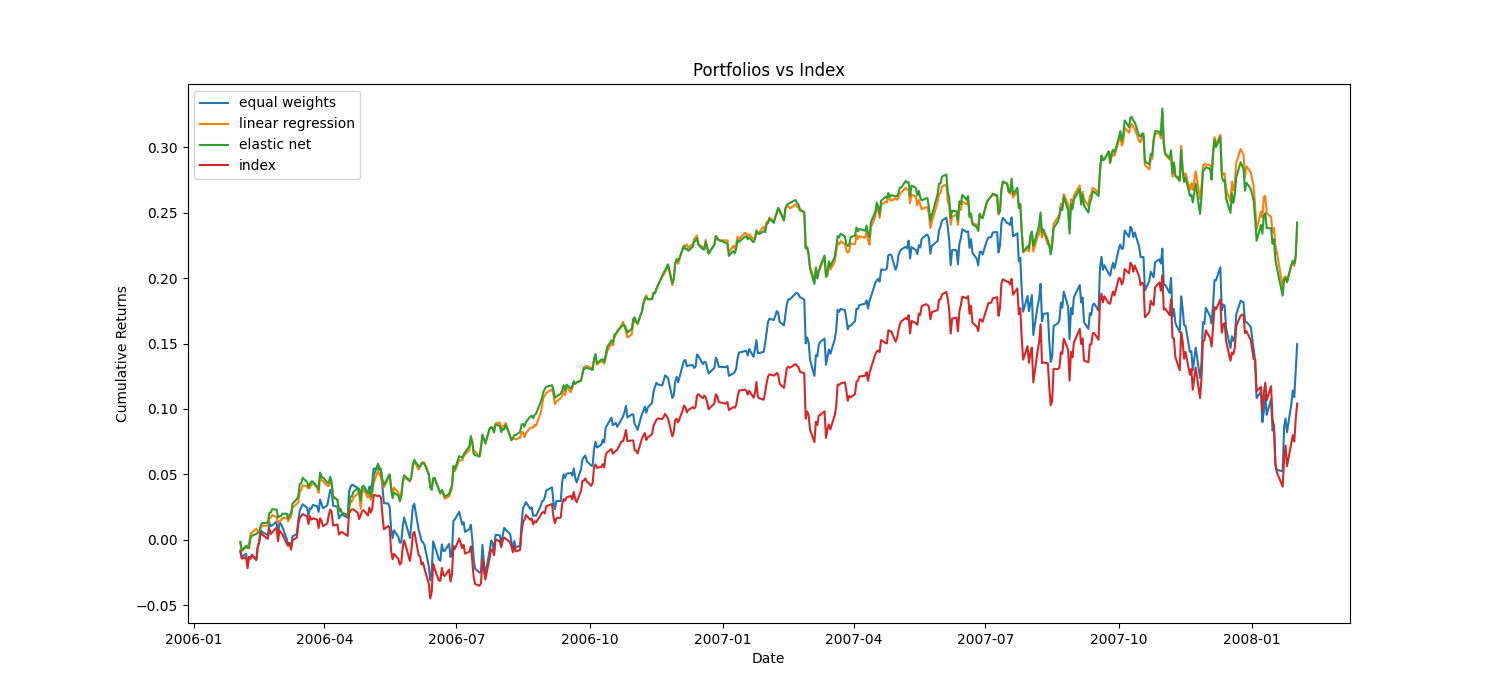 Portfolios vs Index
equal weights
linear regression
elastic net
index
Cumulative Returns
0.30
0.25
0.20
0.15
0.10
0.05
0.00
−0.05
2006-01
2006-04
2006-07
2006-10
2007-01
2007-04
2007-07
2007-10
2008-01
Date